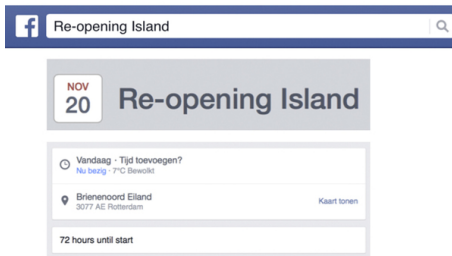 f Re-opening Island
NOV
20
Re-opening Island
Vandaag · Tijd toevoegen?
Nu bezig · 7°C Bewolkt
Brienenoord Eiland
3077 AE Rotterdam
Kaart tonen
72 hours until start